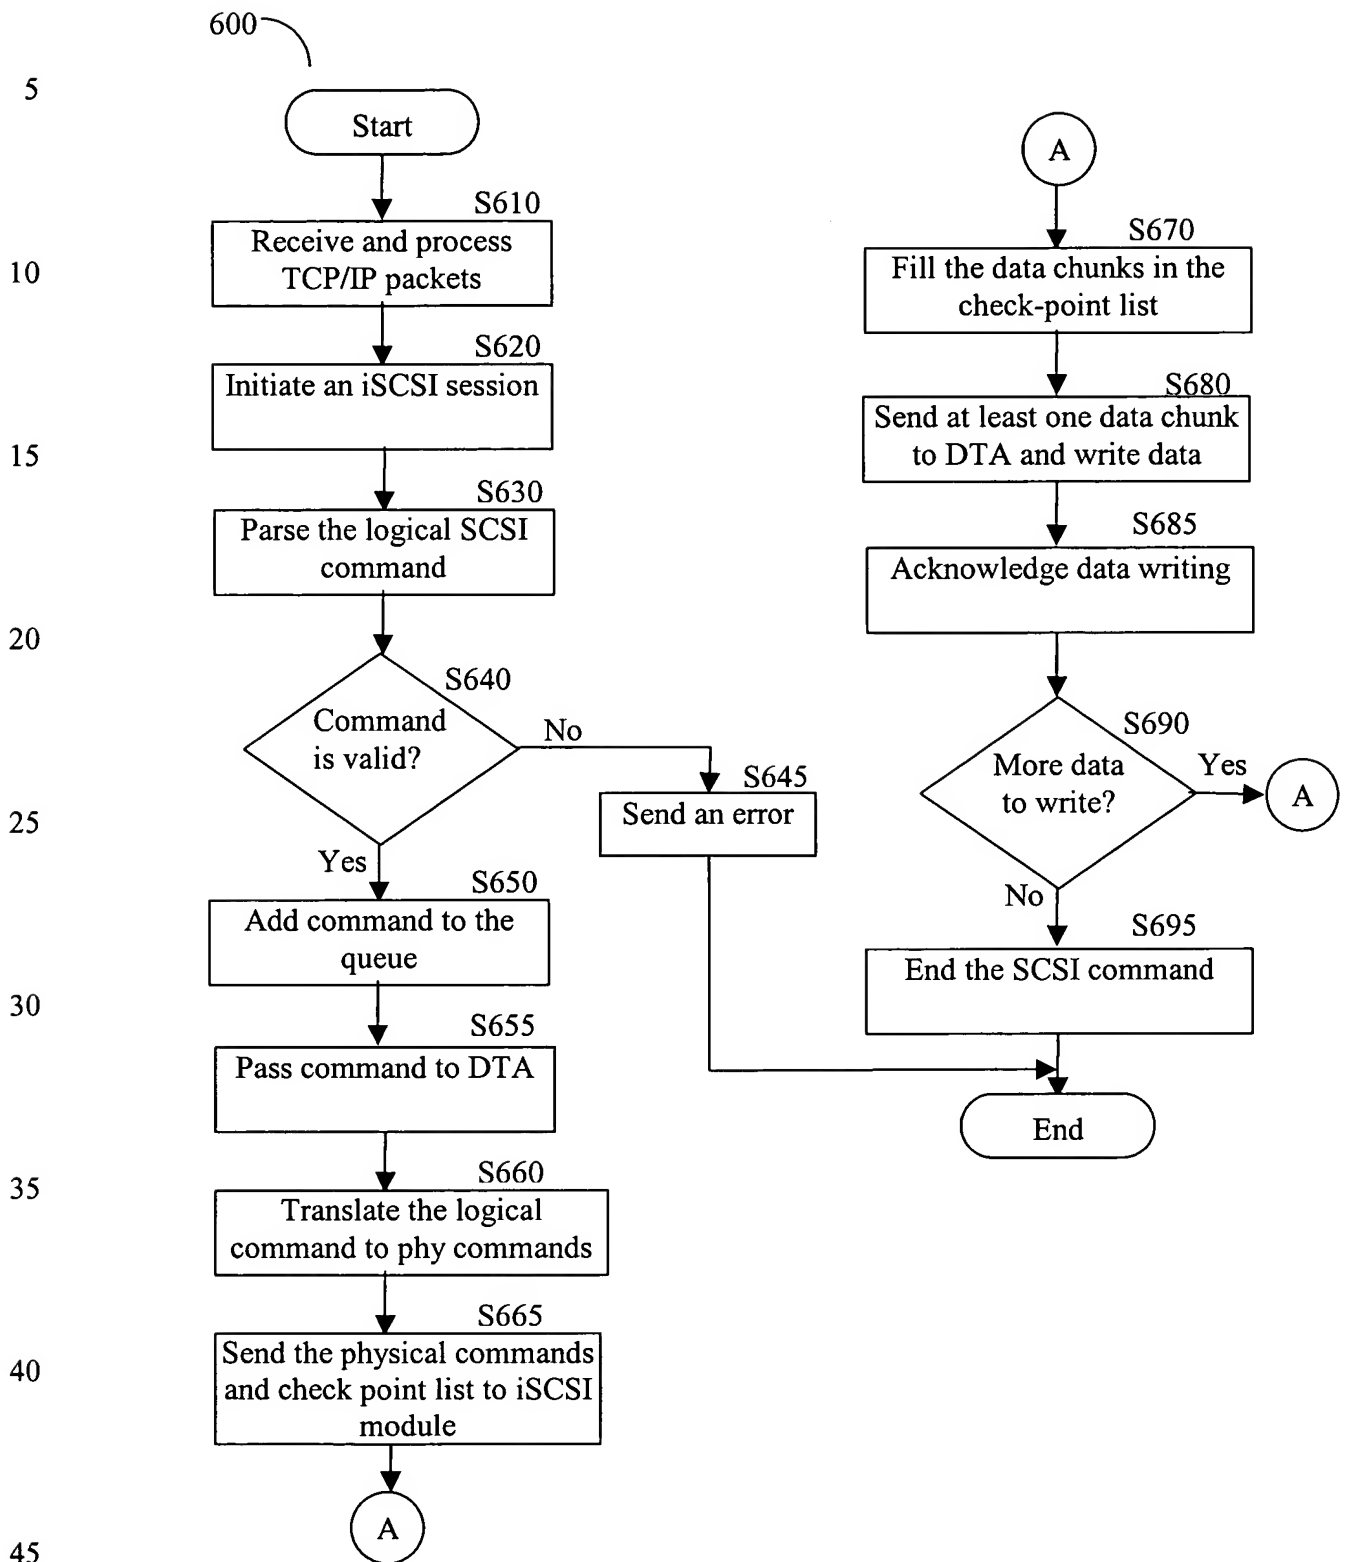 600
5
Start
S610
Receive and process
TCP/IP packets
10
S620
Initiate an iSCSI session
15
S630
Parse the logical SCSI
command
20
S640
Command
is valid?
No
S645
Send an error
25
Yes
S650
Add command to the
queue
30
S655
Pass command to DTA
35
S660
Translate the logical
command to phy commands
S665
Send the physical commands
and check point list to iSCSI
module
40
A
45
A
S670
Fill the data chunks in the
check-point list
S680
Send at least one data chunk
to DTA and write data
S685
Acknowledge data writing
S690
More data
to write?
Yes
A
No
S695
End the SCSI command
End